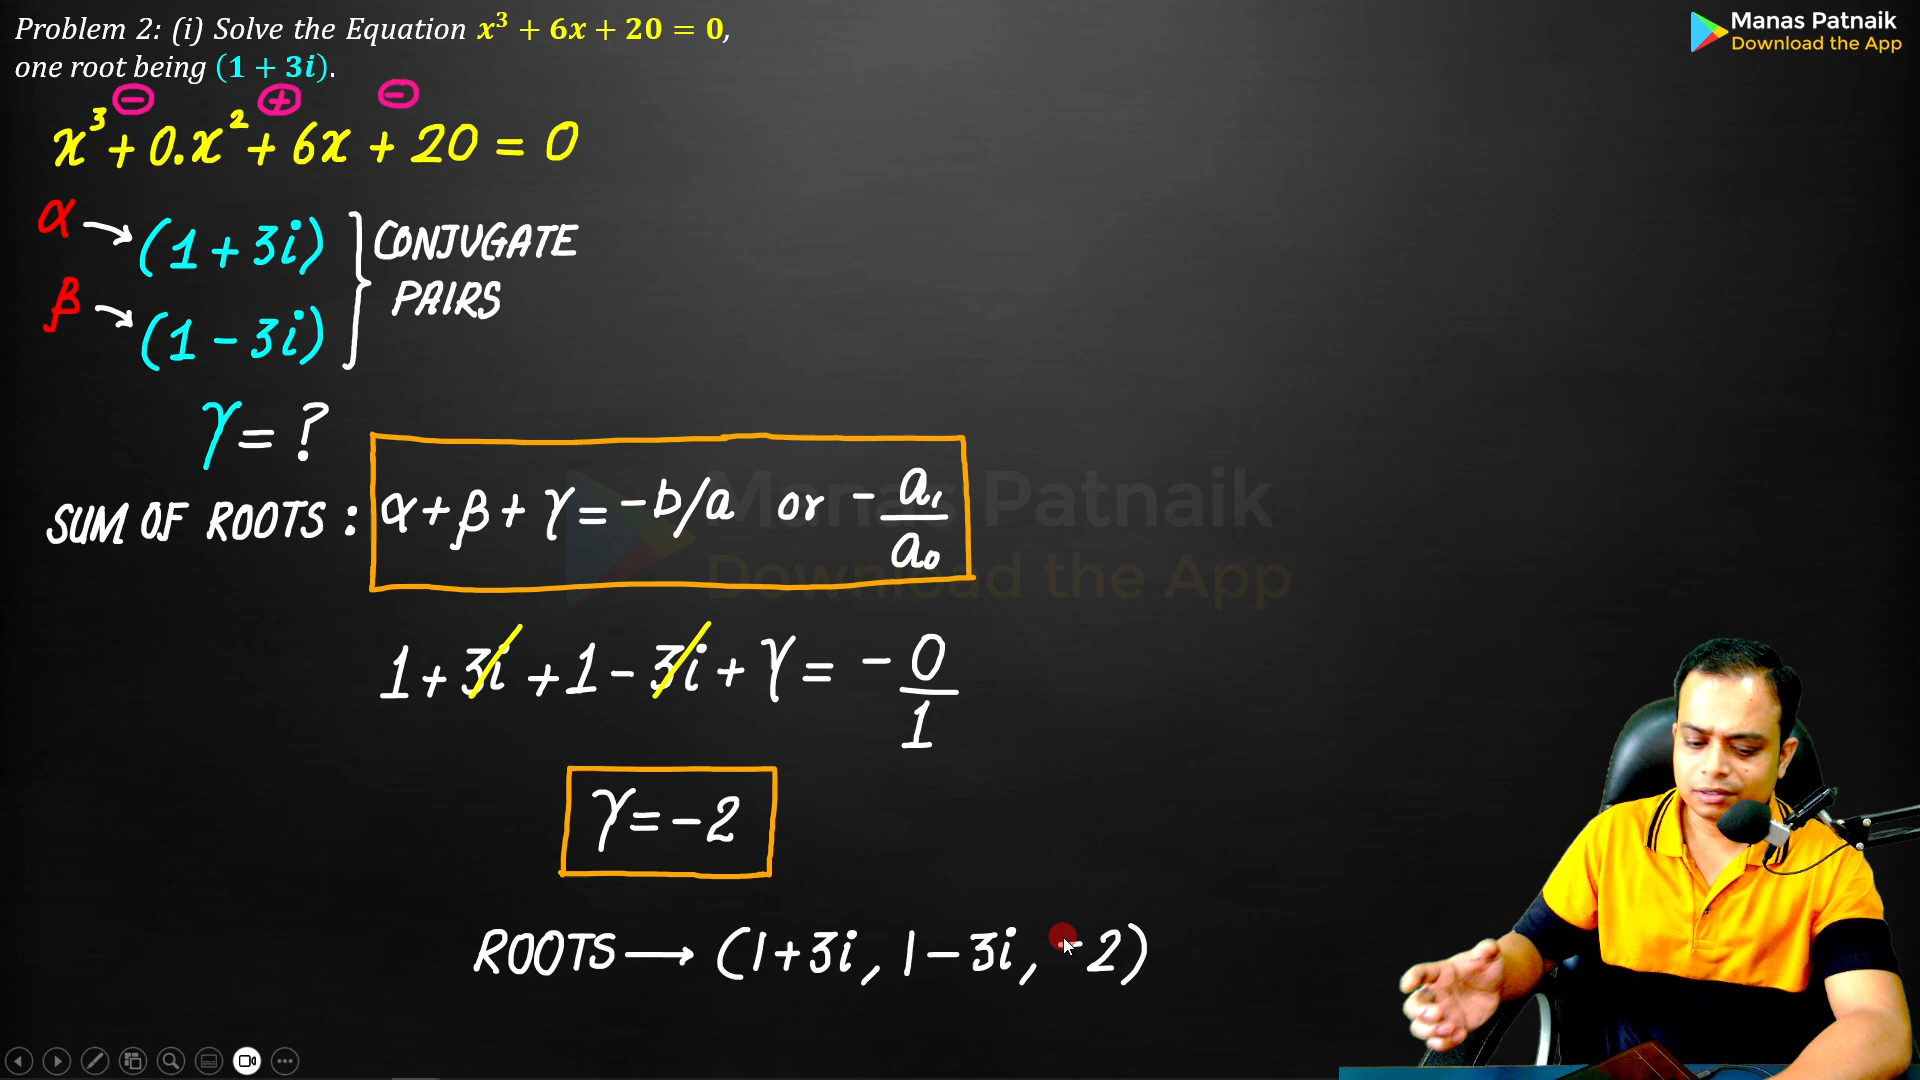 Problem 2: (i) Solve the Equation x³ + 6x + 20 = 0,
one root being (1 + 3i).
Manas Patnaik
Download the App
⊖ ⊕ ⊖
x³ + 0.x² + 6x + 20 = 0
α → (1 + 3i)
β → (1 - 3i)
CONJUGATE
PAIRS
γ = ?
SUM OF ROOTS : α + β + γ = -b/a or - a₁/a₀
Manas Patnaik
Download the App
1 + 3i + 1 - 3i + γ = - 0/1
γ = -2
ROOTS → (1+3i, 1-3i, -2)